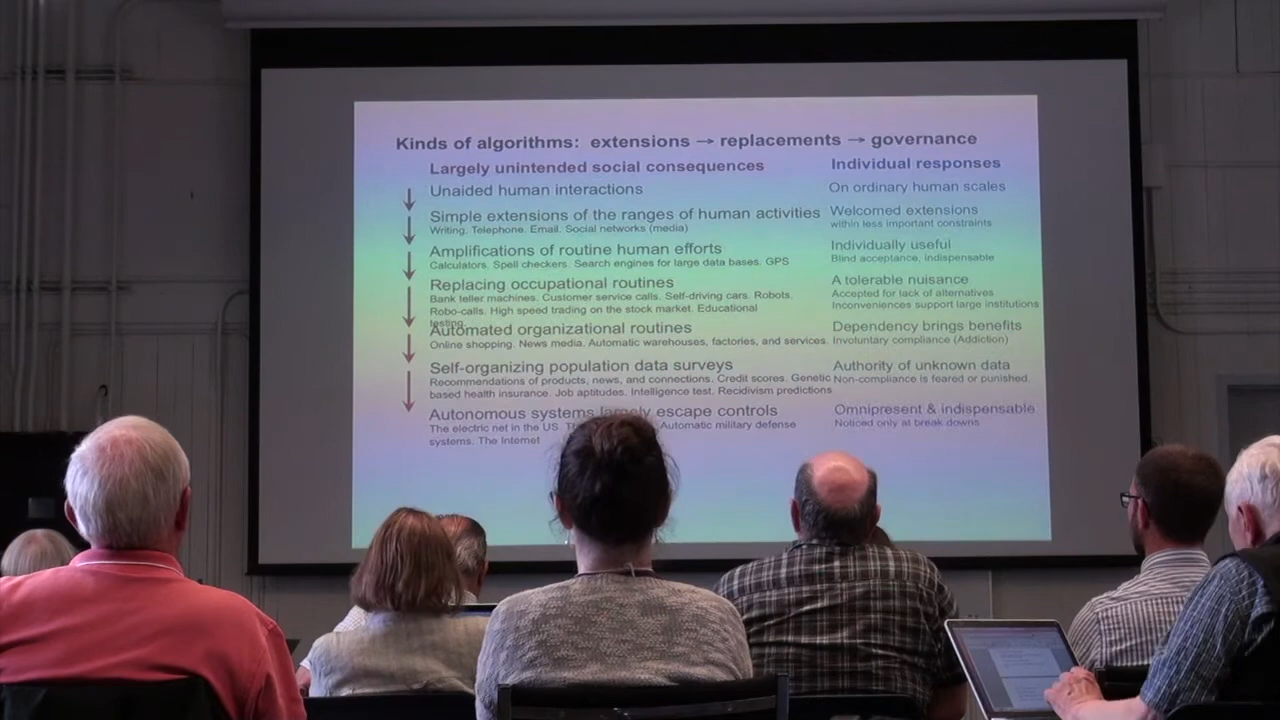 Kinds of algorithms: extensions → replacements → governance
Largely unintended social consequences
Individual responses
Unaided human interactions
On ordinary human scales
Simple extensions of the ranges of human activities
Welcomed extensions
Writing. Telephone. Email. Social networks (media)
within less important constraints
Amplifications of routine human efforts
Individually useful
Calculators. Spell checkers. Search engines for large data bases. GPS
Blind acceptance, indispensable
Replacing occupational routines
A tolerable nuisance
Bank teller machines. Customer service calls. Self-driving cars. Robots.
Accepted for lack of alternatives
Robo-calls. High speed trading on the stock market. Educational
Inconveniences support large institutions
testing.
Automated organizational routines
Dependency brings benefits
Online shopping. News media. Automatic warehouses, factories, and services.
Involuntary compliance (Addiction)
Self-organizing population data surveys
Authority of unknown data
Recommendations of products, news, and connections. Credit scores. Genetic
Non-compliance is feared or punished.
based health insurance. Job aptitudes. Intelligence test. Recidivism predictions
Autonomous systems largely escape controls
Omnipresent & indispensable
The electric net in the US. Automatic military defense
Noticed only at break downs
systems. The Internet